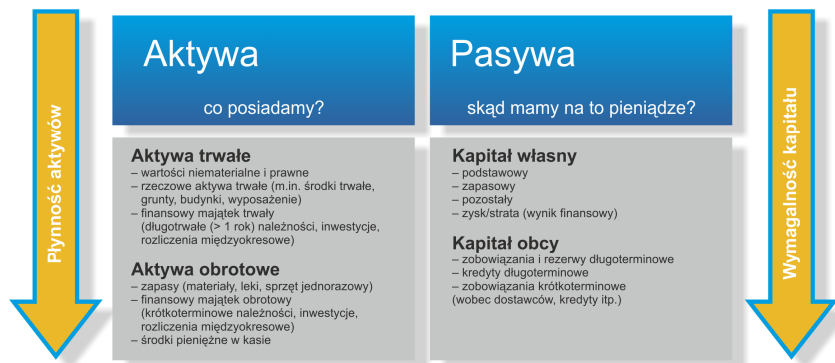 Płynność aktywów
Aktywa
co posiadamy?
Aktywa trwałe
– wartości niematerialne i prawne
– rzeczowe aktywa trwałe (m.in. środki trwałe,
grunty, budynki, wyposażenie)
– finansowy majątek trwały
(długotrwałe (> 1 rok) należności, inwestycje,
rozliczenia międzyokresowe)
Aktywa obrotowe
– zapasy (materiały, leki, sprzęt jednorazowy)
– finansowy majątek obrotowy
(krótkoterminowe należności, inwestycje,
rozliczenia międzyokresowe)
– środki pieniężne w kasie
Pasywa
skąd mamy na to pieniądze?
Kapitał własny
– podstawowy
– zapasowy
– pozostały
– zysk/strata (wynik finansowy)
Kapitał obcy
– zobowiązania i rezerwy długoterminowe
– kredyty długoterminowe
– zobowiązania krótkoterminowe
(wobec dostawców, kredyty itp.)
Wymagalność kapitału